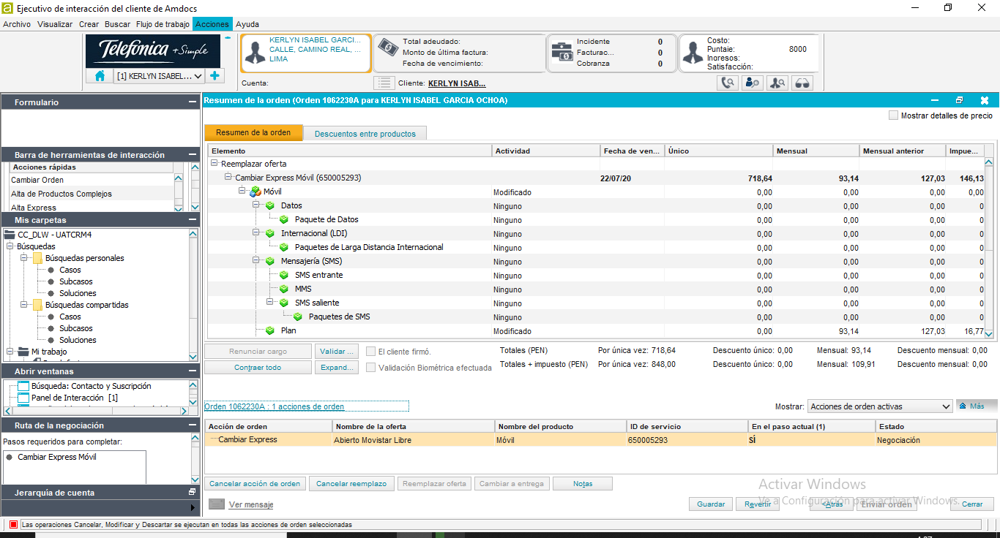 Ejecutivo de interacción del cliente de Amdocs
Archivo Visualizar Crear Buscar Flujo de trabajo Acciones Ayuda
Telefónica +Simple
[1] KERLYN ISABEL...
KERLYN ISABEL GARCI...
CALLE, CAMINO REAL, ...
LIMA
Total adeudado:
Monto de última factura:
Fecha de vencimiento:
Incidente 0
Facturac... 0
Cobranza 0
Costo:
Puntaie: 8000
Ingresos:
Satisfacción:
Cuenta: Cliente: KERLYN ISAB...
Formulario
Barra de herramientas de interacción
Acciones rápidas
Cambiar Orden
Alta de Productos Complejos
Alta Express
Mis carpetas
CC_DLW - UATCRM4
Búsquedas
Búsquedas personales
Casos
Subcasos
Soluciones
Búsquedas compartidas
Casos
Subcasos
Soluciones
Mi trabajo
Abrir ventanas
Búsqueda: Contacto y Suscripción
Panel de Interacción [1]
Ruta de la negociación
Pasos requeridos para completar:
Cambiar Express Móvil
Jerarquía de cuenta
Resumen de la orden (Orden 1062230A para KERLYN ISABEL GARCIA OCHOA)
Mostrar detalles de precio
Resumen de la orden Descuentos entre productos
Elemento Actividad Fecha de ven... Único Mensual Mensual anterior Impue...
Reemplazar oferta
Cambiar Express Móvil (650005293) 22/07/20 718,64 93,14 127,03 146,13
Móvil Modificado 0,00 0,00 0,00 0,00
Datos Ninguno 0,00 0,00 0,00 0
Paquete de Datos Ninguno 0,00 0,00 0,00 0
Internacional (LDI) Ninguno 0,00 0,00 0,00 0
Paquetes de Larga Distancia Internacional Ninguno 0,00 0,00 0,00 0
Mensajería (SMS) Ninguno 0,00 0,00 0,00 0
SMS entrante Ninguno 0,00 0,00 0,00 0
MMS Ninguno 0,00 0,00 0,00 0
SMS saliente Ninguno 0,00 0,00 0,00 0
Paquetes de SMS Ninguno 0,00 0,00 0,00 0
Plan Modificado 0,00 93,14 127,03 16,77
Renunciar cargo Validar ... El cliente firmó. Totales (PEN) Por única vez: 718,64 Descuento único: 0,00 Mensual: 93,14 Descuento mensual: 0,00
Contraer todo Expand... Validación Biométrica efectuada Totales + impuesto (PEN) Por única vez: 848,00 Descuento único: 0,00 Mensual: 109,91 Descuento mensual: 0,00
Orden 1062230A : 1 acciones de orden Mostrar: Acciones de orden activas Más
Acción de orden Nombre de la oferta Nombre del producto ID de servicio En el paso actual (1) Estado
Cambiar Express Abierto Movistar Libre Móvil 650005293 SÍ Negociación
Cancelar acción de orden Cancelar reemplazo Reemplazar oferta Cambiar a entrega Notas
Activar Windows
Ve a Configuración para activar Windows.
Ver mensaje Guardar Revertir <Atrás Enviar orden Cerrar
Las operaciones Cancelar, Modificar y Descartar se ejecutan en todas las acciones de orden seleccionadas